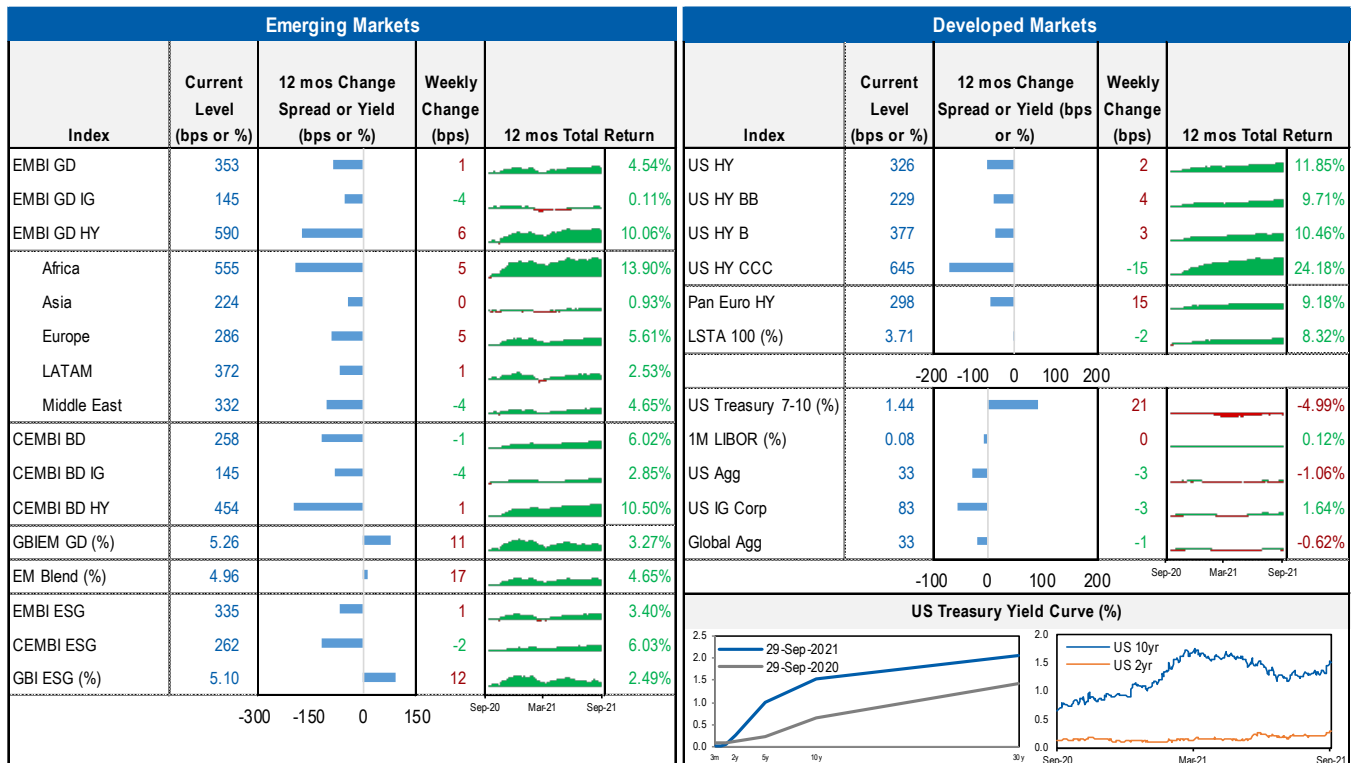 Emerging Markets
Index Current Level (bps or %) 12 mos Change Spread or Yield (bps or %) Weekly Change (bps) 12 mos Total Return
EMBI GD 353 1 4.54%
EMBI GD IG 145 -4 0.11%
EMBI GD HY 590 6 10.06%
Africa 555 5 13.90%
Asia 224 0 0.93%
Europe 286 5 5.61%
LATAM 372 1 2.53%
Middle East 332 -4 4.65%
CEMBI BD 258 -1 6.02%
CEMBI BD IG 145 -4 2.85%
CEMBI BD HY 454 1 10.50%
GBIEM GD (%) 5.26 11 3.27%
EM Blend (%) 4.96 17 4.65%
EMBI ESG 335 1 3.40%
CEMBI ESG 262 -2 6.03%
GBI ESG (%) 5.10 12 2.49%
-300 -150 0 150 Sep-20 Mar-21 Sep-21
Developed Markets
Index Current Level (bps or %) 12 mos Change Spread or Yield (bps or %) Weekly Change (bps) 12 mos Total Return
US HY 326 2 11.85%
US HY BB 229 4 9.71%
US HY B 377 3 10.46%
US HY CCC 645 -15 24.18%
Pan Euro HY 298 15 9.18%
LSTA 100 (%) 3.71 -2 8.32%
-200 -100 0 100 200
US Treasury 7-10 (%) 1.44 21 -4.99%
1M LIBOR (%) 0.08 0 0.12%
US Agg 33 -3 -1.06%
US IG Corp 83 -3 1.64%
Global Agg 33 -1 -0.62%
-100 0 100 200 Sep-20 Mar-21 Sep-21
US Treasury Yield Curve (%)
2.5
2.0
1.5
1.0
0.5
0.0
29-Sep-2021
29-Sep-2020
3m 2y 5y 10y 30y
2.0
1.5
1.0
0.5
0.0
US 10yr
US 2yr
Sep-20 Mar-21 Sep-21